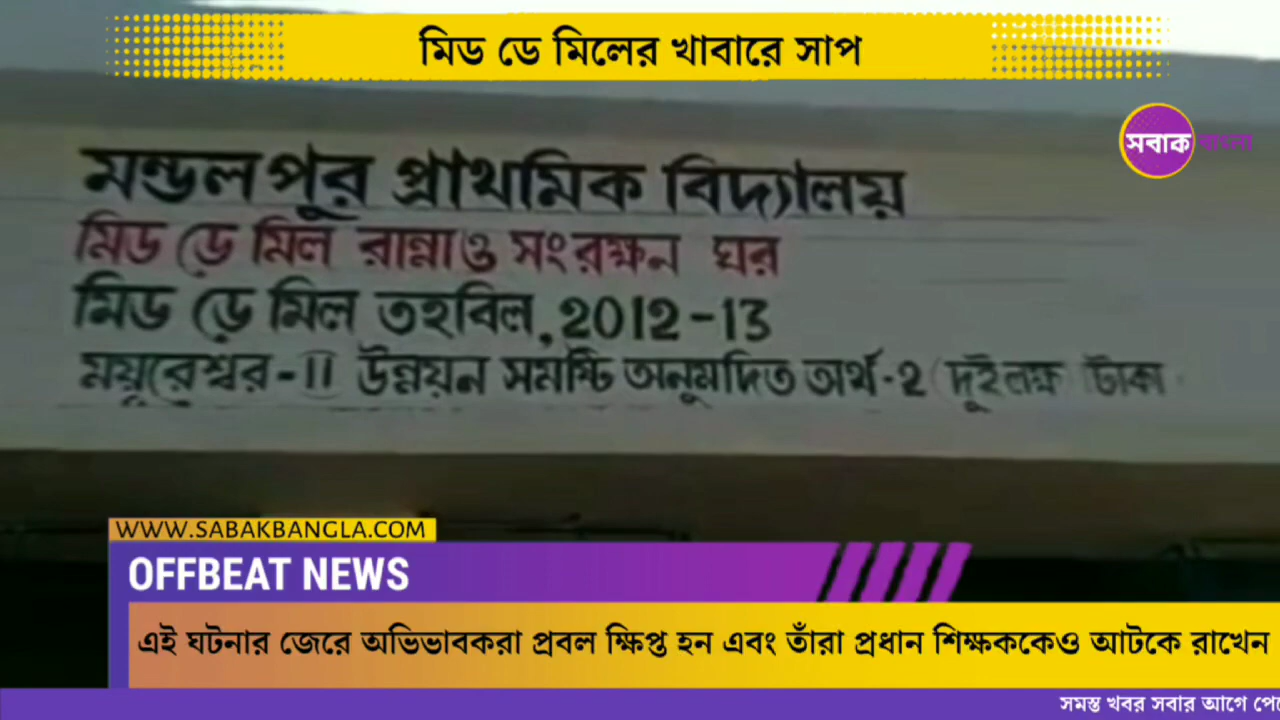 মিড ডে মিলের খাবারে সাপ
সবাক বাংলা
মন্ডলপুর প্রাথমিক বিদ্যালয়
মিড ডে মিল রান্নাও সংরক্ষন ঘর
মিড ডে মিল তহবিল, 2012-13
ময়ূরেশ্বর-II উন্নয়ন সমষ্টি অনুমদিত অর্থ-2 (দুইলক্ষ টাকা
WWW.SABAKBANGLA.COM
OFFBEAT NEWS
এই ঘটনার জেরে অভিভাবকরা প্রবল ক্ষিপ্ত হন এবং তাঁরা প্রধান শিক্ষককেও আটকে রাখেন
সমস্ত খবর সবার আগে